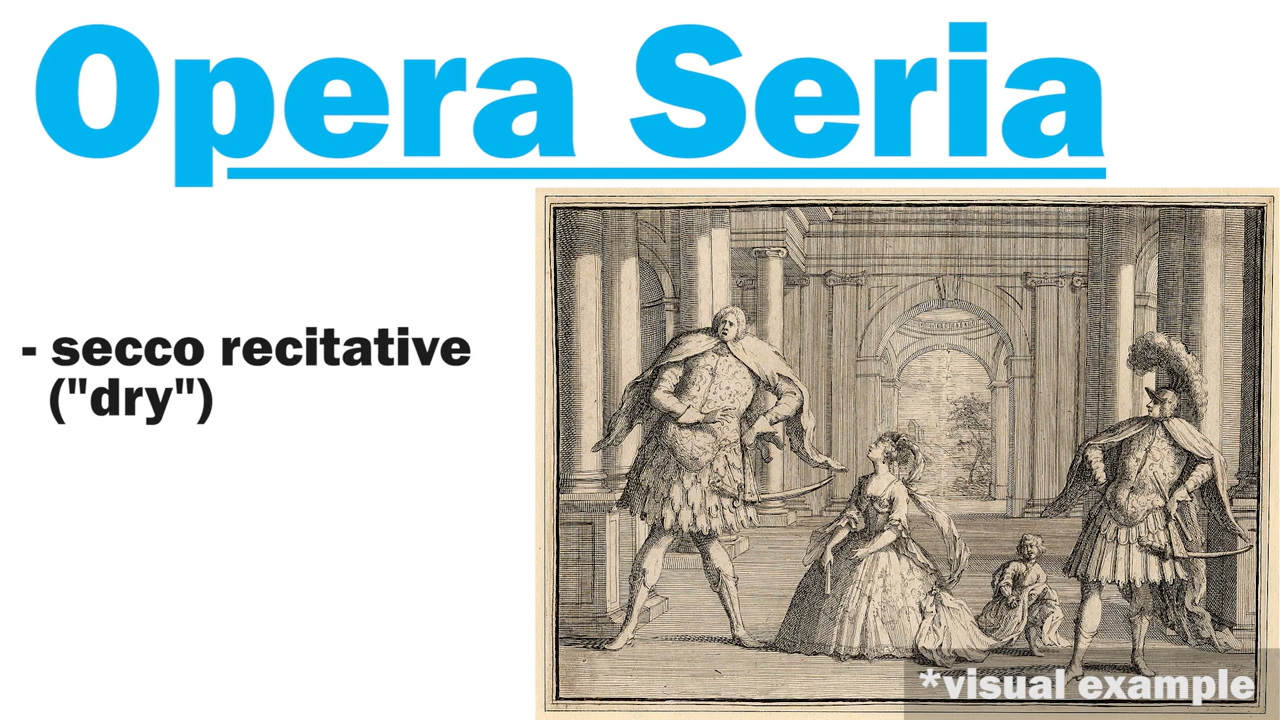 Opera Seria
- secco recitative
("dry")
*visual example